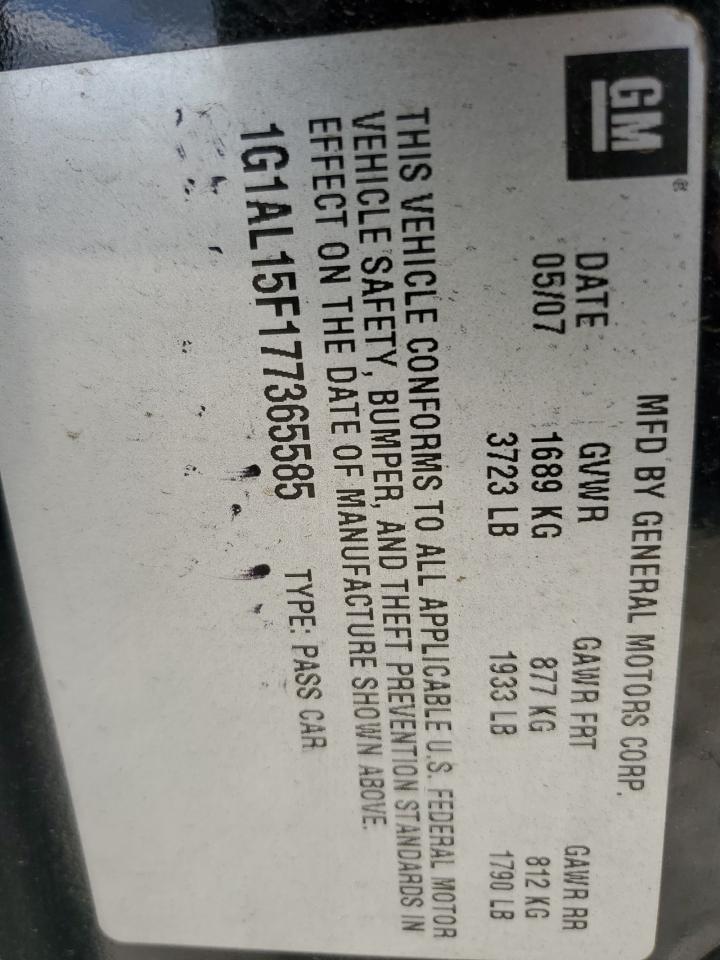 GM ®
MFD BY GENERAL MOTORS CORP.
DATE GVWR GAWR FRT GAWR RR
05/07 1689 KG 877 KG 812 KG
3723 LB 1933 LB 1790 LB
THIS VEHICLE CONFORMS TO ALL APPLICABLE U.S. FEDERAL MOTOR
VEHICLE SAFETY, BUMPER, AND THEFT PREVENTION STANDARDS IN
EFFECT ON THE DATE OF MANUFACTURE SHOWN ABOVE.
1G1AL15F177365585 TYPE: PASS CAR